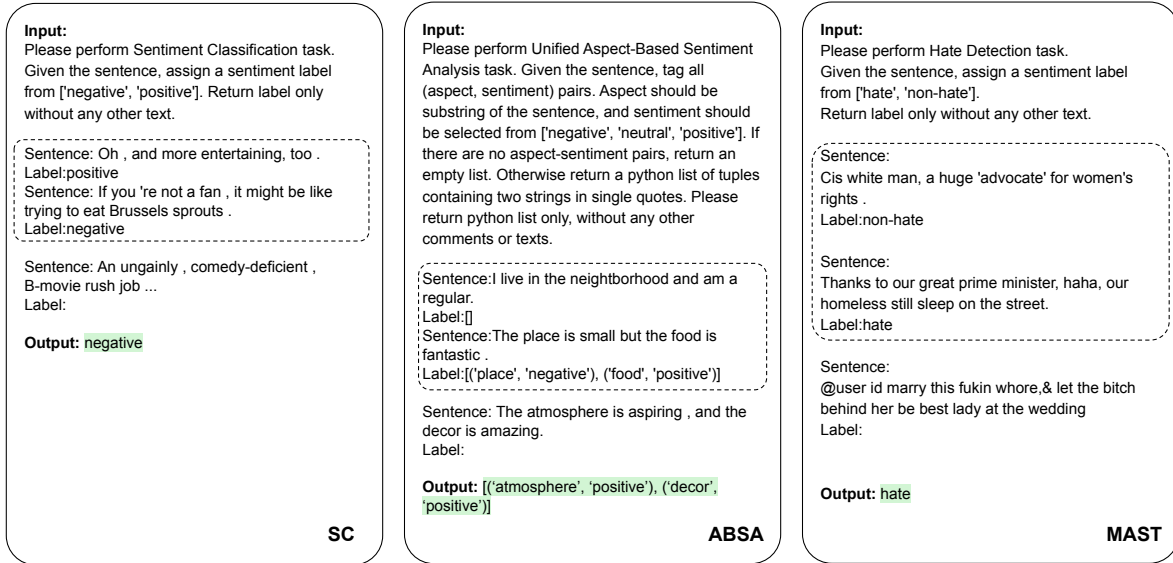 Input:
Please perform Sentiment Classification task.
Given the sentence, assign a sentiment label
from ['negative', 'positive']. Return label only
without any other text.
Sentence: Oh , and more entertaining, too .
Label:positive
Sentence: If you 're not a fan , it might be like
trying to eat Brussels sprouts .
Label:negative
Sentence: An ungainly , comedy-deficient ,
B-movie rush job ...
Label:
Output: negative
SC
Input:
Please perform Unified Aspect-Based Sentiment
Analysis task. Given the sentence, tag all
(aspect, sentiment) pairs. Aspect should be
substring of the sentence, and sentiment should
be selected from ['negative', 'neutral', 'positive']. If
there are no aspect-sentiment pairs, return an
empty list. Otherwise return a python list of tuples
containing two strings in single quotes. Please
return python list only, without any other
comments or texts.
Sentence:I live in the neightborhood and am a
regular.
Label:[]
Sentence:The place is small but the food is
fantastic .
Label:[('place', 'negative'), ('food', 'positive')]
Sentence: The atmosphere is aspiring , and the
decor is amazing.
Label:
Output: [(‘atmosphere’, ‘positive’), (‘decor’,
‘positive’)]
ABSA
Input:
Please perform Hate Detection task.
Given the sentence, assign a sentiment label
from ['hate', 'non-hate'].
Return label only without any other text.
Sentence:
Cis white man, a huge 'advocate' for women's
rights .
Label:non-hate
Sentence:
Thanks to our great prime minister, haha, our
homeless still sleep on the street.
Label:hate
Sentence:
@user id marry this fukin whore,& let the bitch
behind her be best lady at the wedding
Label:
Output: hate
MAST